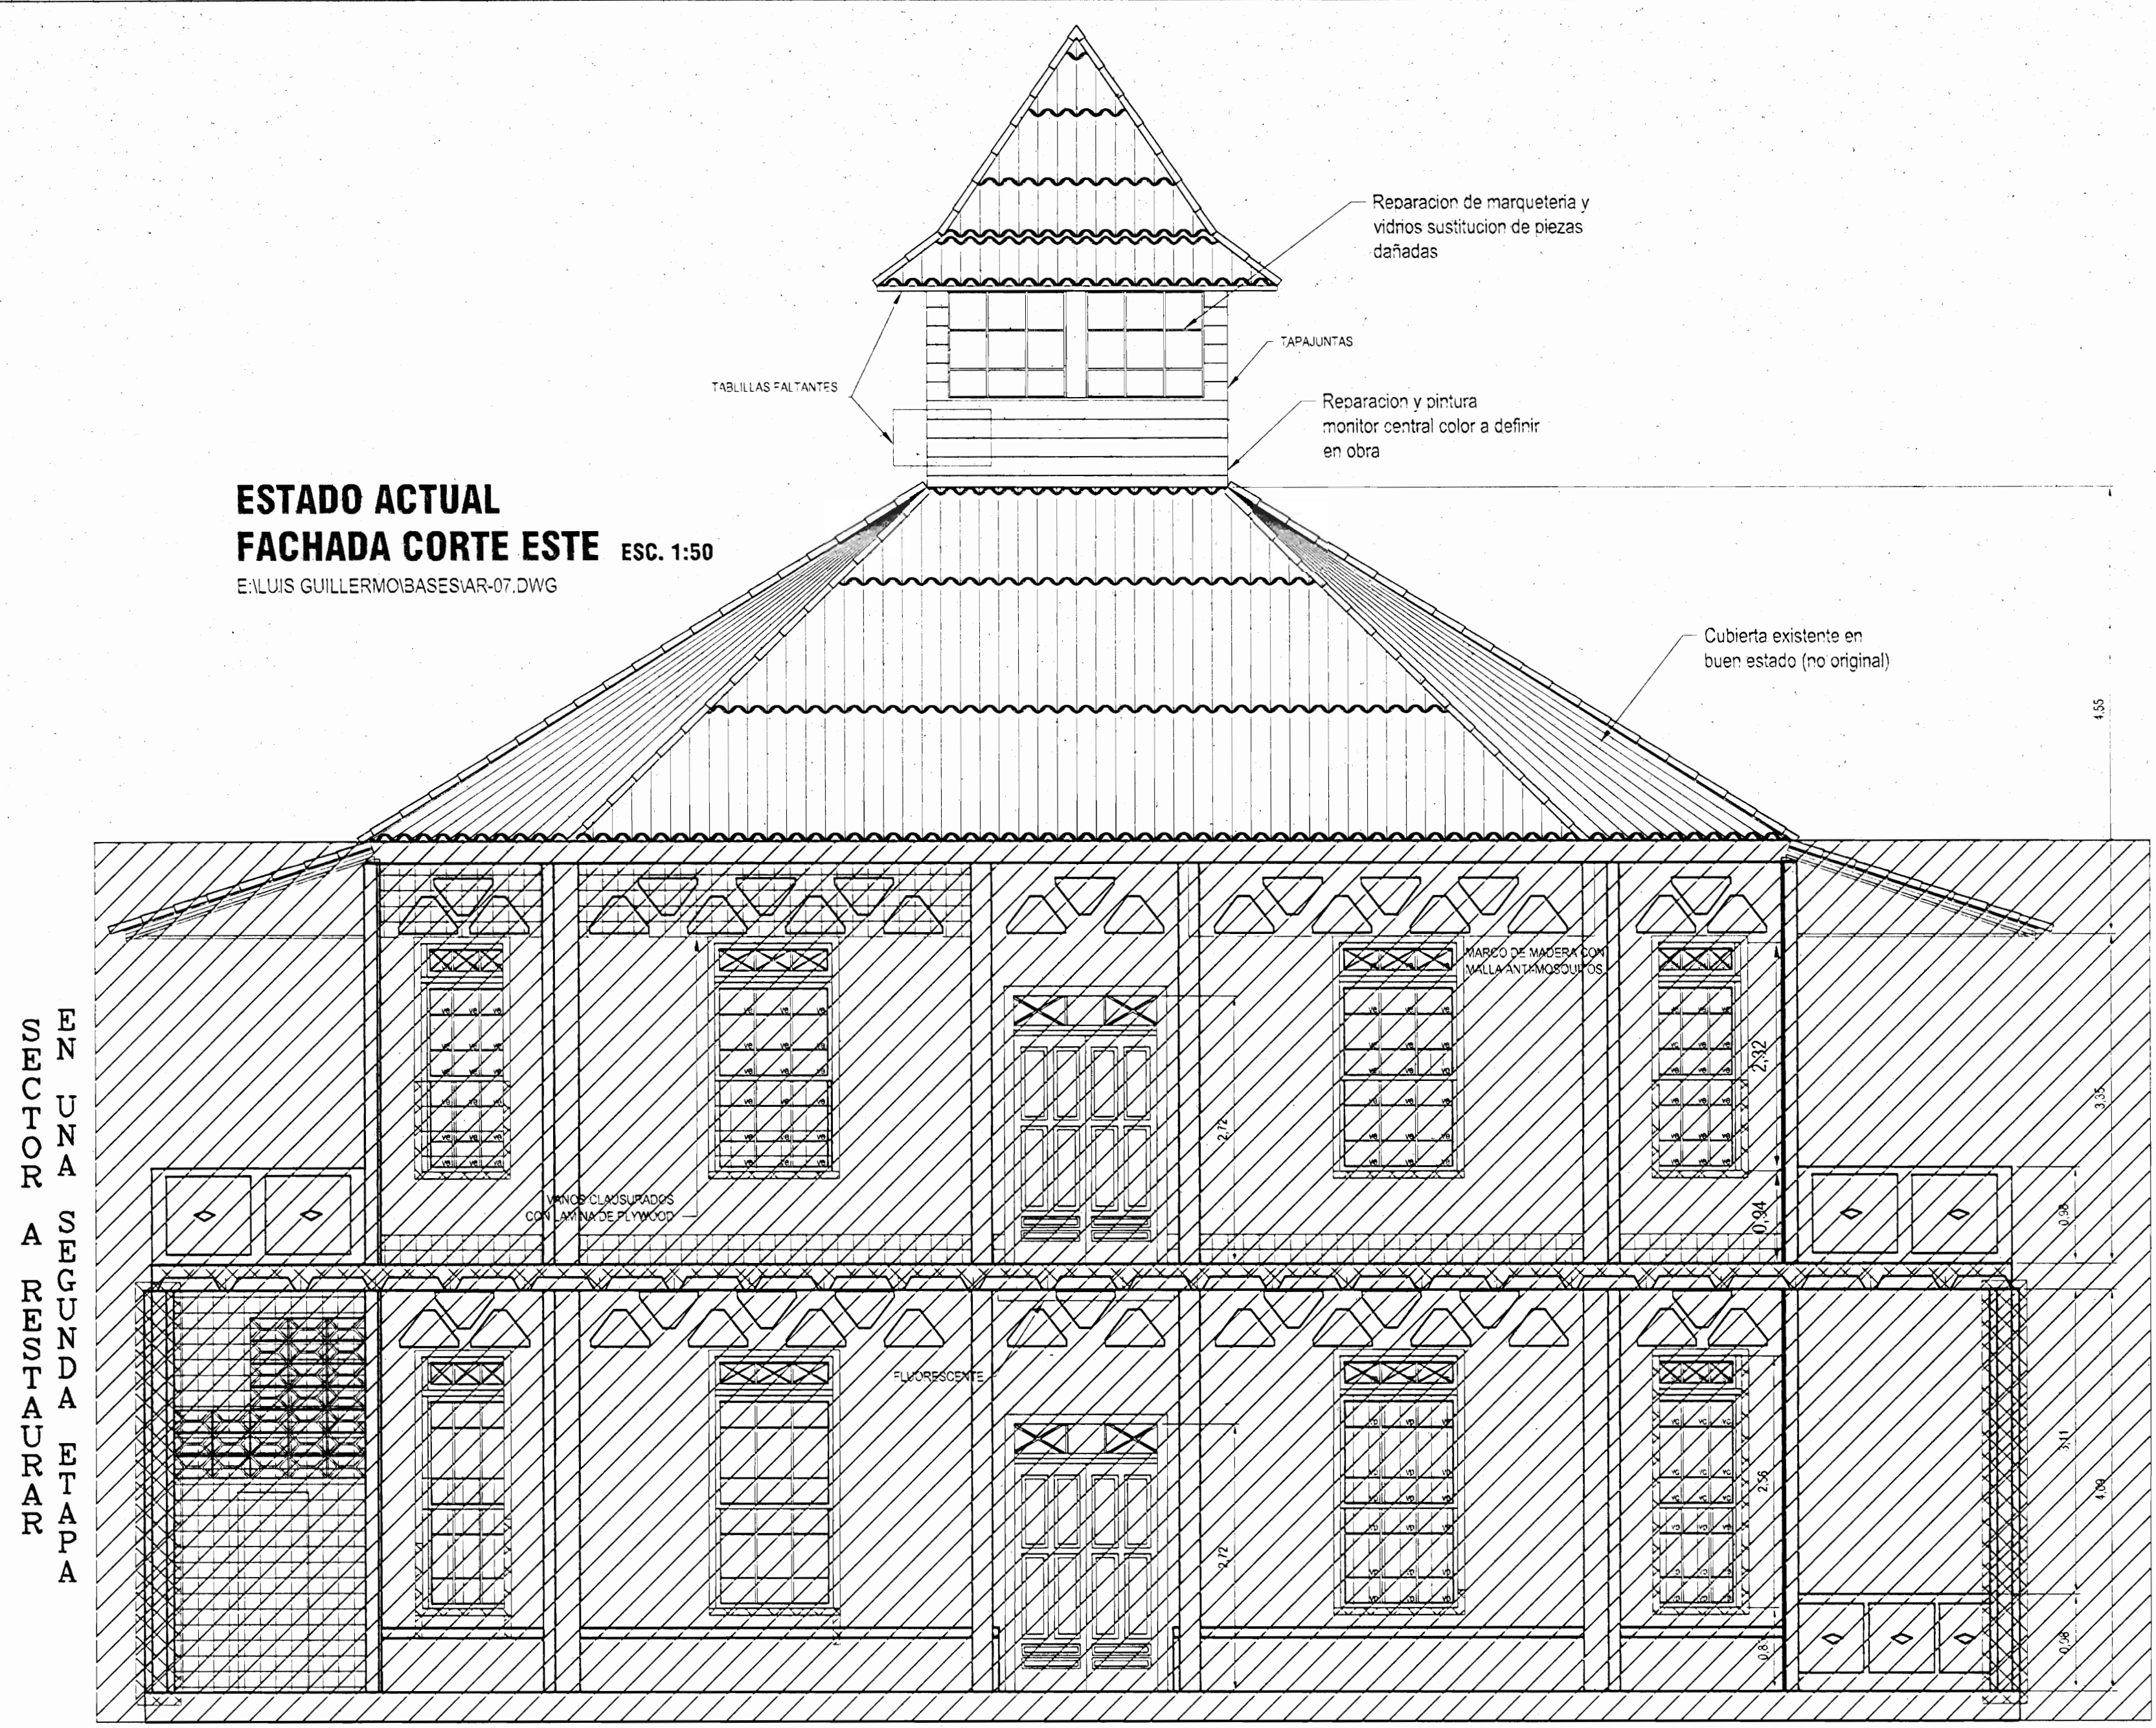 Reparacion de marqueteria y
vidrios sustitucion de piezas
dañadas
TAPAJUNTAS
TABLILLAS FALTANTES
Reparacion y pintura
monitor central color a definir
en obra
ESTADO ACTUAL
FACHADA CORTE ESTE ESC. 1:50
E:\LUIS GUILLERMO\BASES\AR-07.DWG
Cubierta existente en
buen estado (no original)
4,55
MARCO DE MADERA CON
MALLA ANTI-MOSQUITOS
2,32
2,72
3,35
VANOS CLAUSURADOS
CON LAMINA DE PLYWOOD
0,94
0,98
SECTOR A RESTAURAR
EN UNA SEGUNDA ETAPA
FLUORESCENTE
2,72
2,56
3,11
4,09
0,98